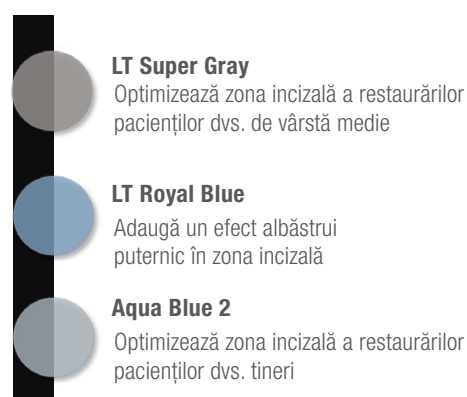 LT Super Gray
Optimizează zona incizală a restaurărilor
pacienților dvs. de vârstă medie
LT Royal Blue
Adaugă un efect albăstrui
puternic în zona incizală
Aqua Blue 2
Optimizează zona incizală a restaurărilor
pacienților dvs. tineri